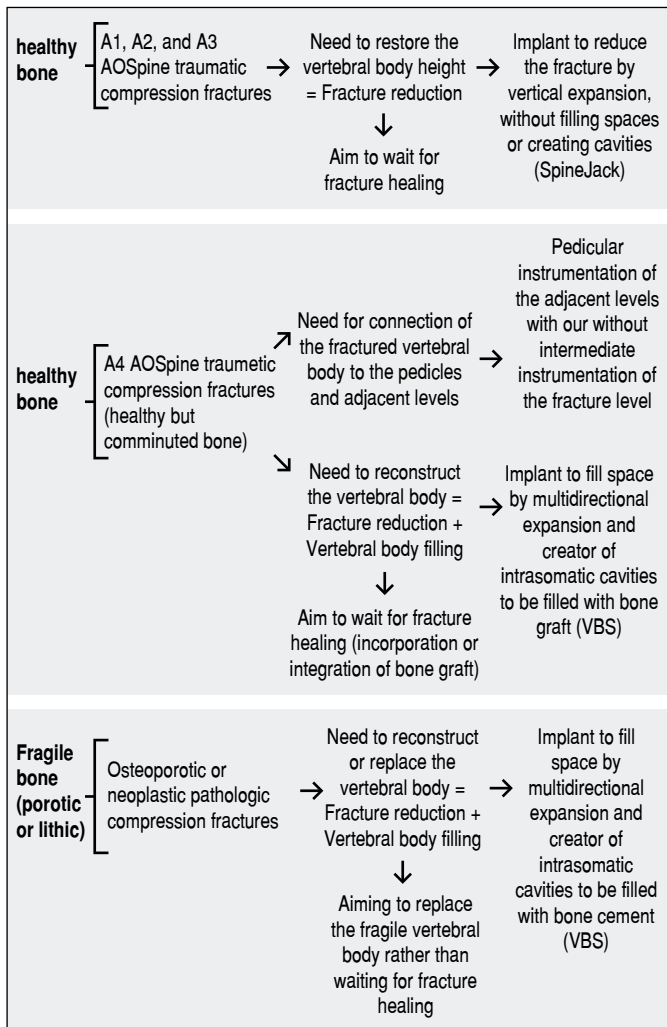 healthy
bone
A1, A2, and A3
AOSpine traumatic
compression fractures
Need to restore the
vertebral body height
= Fracture reduction
Aim to wait for
fracture healing
Implant to reduce
the fracture by
vertical expansion,
without filling spaces
or creating cavities
(SpineJack)
healthy
bone
A4 AOSpine traumetic
compression fractures
(healthy but
comminuted bone)
Need for connection of
the fractured vertebral
body to the pedicles
and adjacent levels
Pedicular
instrumentation of
the adjacent levels
with our without
intermediate
instrumentation of
the fracture level
Need to reconstruct
the vertebral body =
Fracture reduction +
Vertebral body filling
Aim to wait for fracture
healing (incorporation or
integration of bone graft)
Implant to fill space
by multidirectional
expansion and
creator of
intrasomatic cavities
to be filled with bone
graft (VBS)
Fragile
bone
(porotic
or lithic)
Osteoporotic or
neoplastic pathologic
compression fractures
Need to reconstruct
or replace the
vertebral body =
Fracture reduction +
Vertebral body filling
Aiming to replace
the fragile vertebral
body rather than
waiting for fracture
healing
Implant to fill
space by
multidirectional
expansion and
creator of
intrasomatic
cavities to be filled
with bone cement
(VBS)